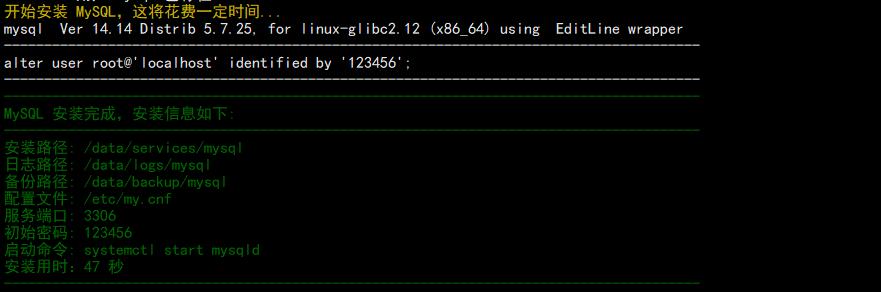 开始安装 MySQL，这将花费一定时间...
mysql  Ver 14.14 Distrib 5.7.25, for linux-glibc2.12 (x86_64) using  EditLine wrapper
--------------------------------------------------------------------------------------
alter user root@'localhost' identified by '123456';
--------------------------------------------------------------------------------------
--------------------------------------------------------------------------------------
MySQL 安装完成，安装信息如下:
--------------------------------------------------------------------------------------
安装路径: /data/services/mysql
日志路径: /data/logs/mysql
备份路径: /data/backup/mysql
配置文件: /etc/my.cnf
服务端口: 3306
初始密码: 123456
启动命令: systemctl start mysqld
安装用时：47 秒
--------------------------------------------------------------------------------------